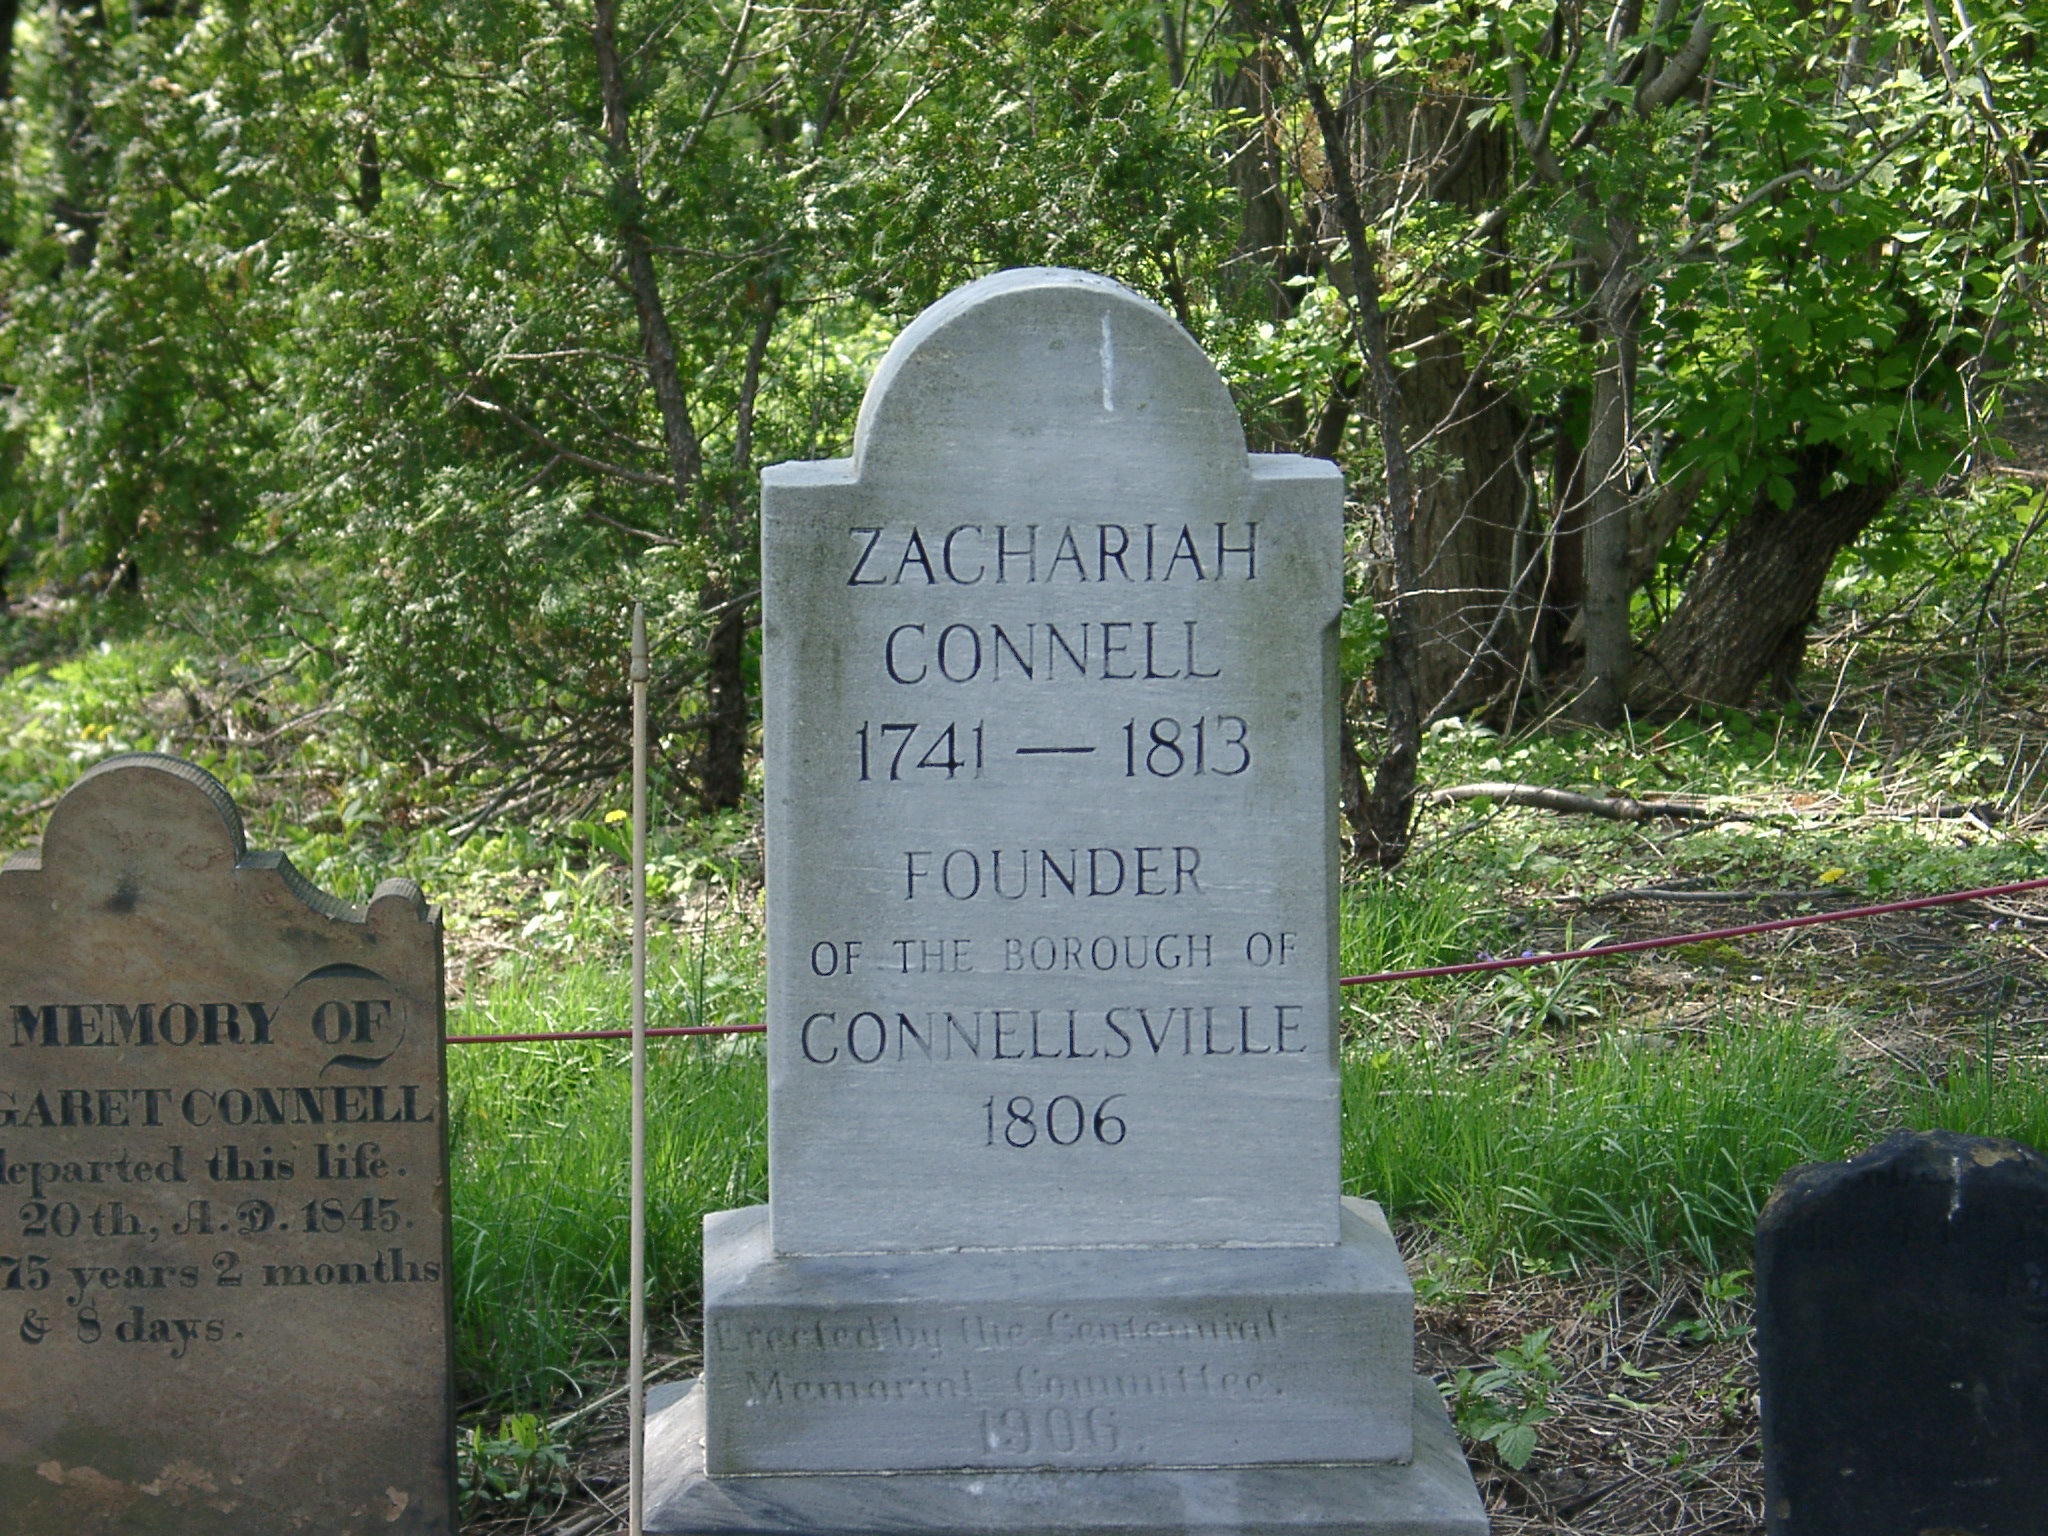 MEMORY OF
GARET CONNELL
departed this life.
20th, A.D. 1845.
75 years 2 months
& 8 days.
ZACHARIAH
CONNELL
1741 — 1813
FOUNDER
OF THE BOROUGH OF
CONNELLSVILLE
1806
Erected by the Centennial
Memorial Committee.
1906.